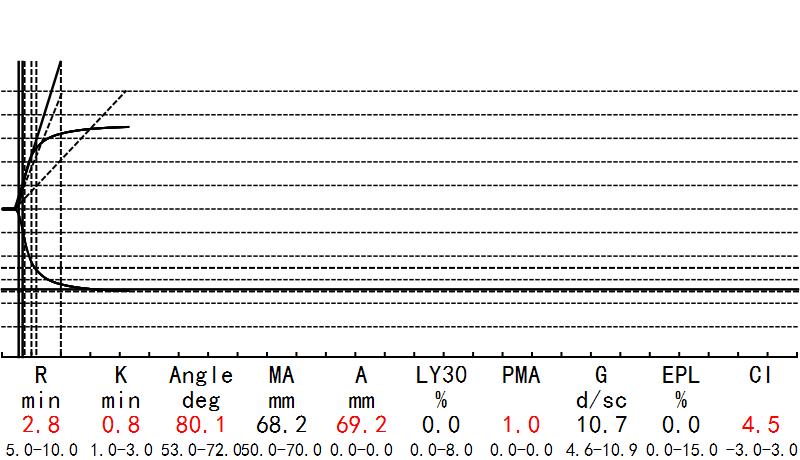 R K Angle MA A LY30 PMA G EPL CI
min min deg mm mm % d/sc %
2.8 0.8 80.1 68.2 69.2 0.0 1.0 10.7 0.0 4.5
5.0-10.0 1.0-3.0 53.0-72.0 50.0-70.0 0.0-0.0 0.0-8.0 0.0-0.0 4.6-10.9 0.0-15.0 -3.0-3.0